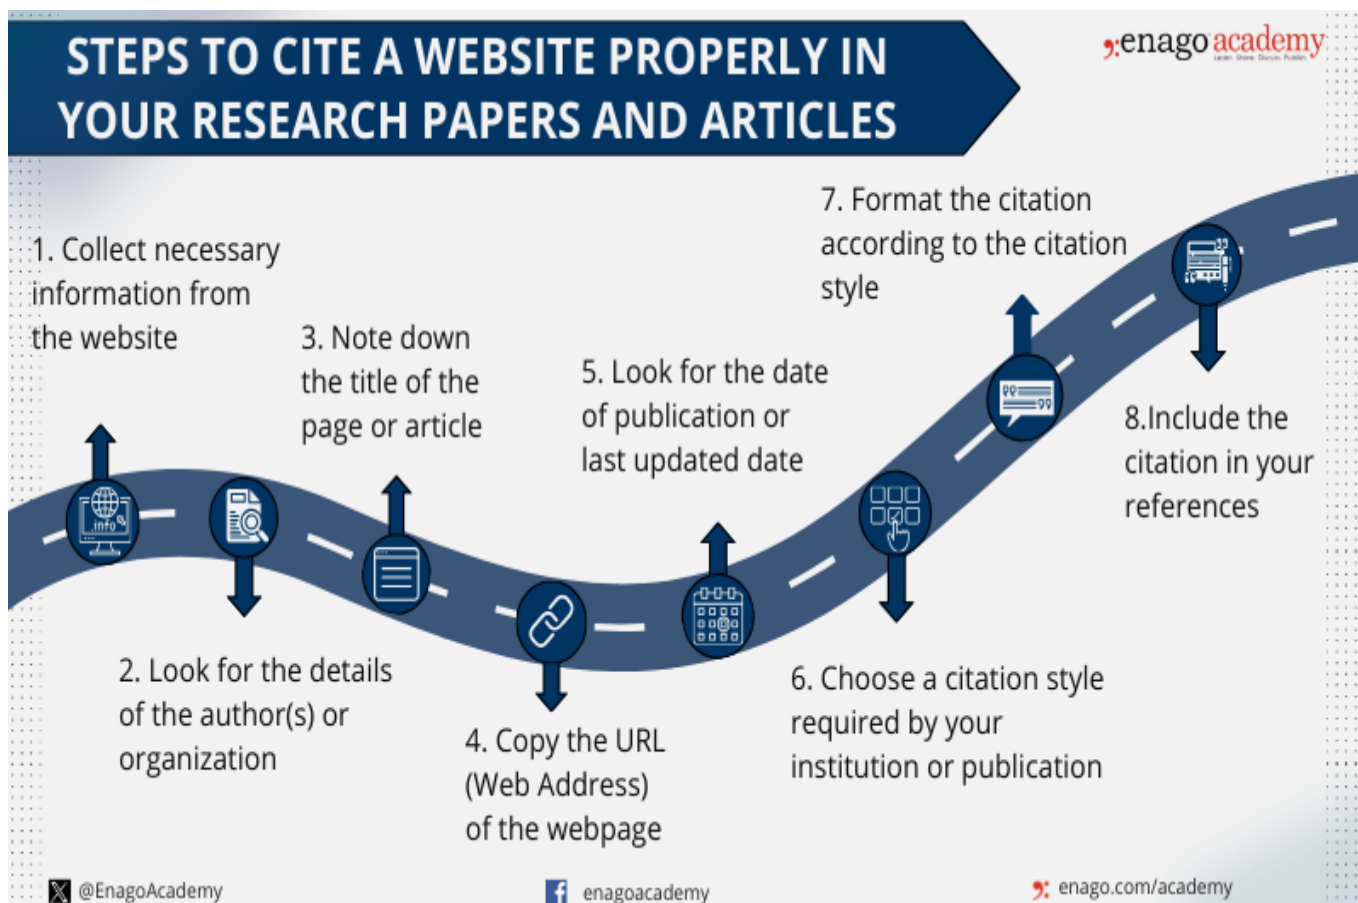 STEPS TO CITE A WEBSITE PROPERLY IN
YOUR RESEARCH PAPERS AND ARTICLES
enago academy
Learn. Share. Discuss. Publish.
1. Collect necessary
information from
the website
2. Look for the details
of the author(s) or
organization
3. Note down
the title of the
page or article
4. Copy the URL
(Web Address)
of the webpage
5. Look for the date
of publication or
last updated date
6. Choose a citation style
required by your
institution or publication
7. Format the citation
according to the citation
style
8.Include the
citation in your
references
.info
@EnagoAcademy
enagoacademy
enago.com/academy